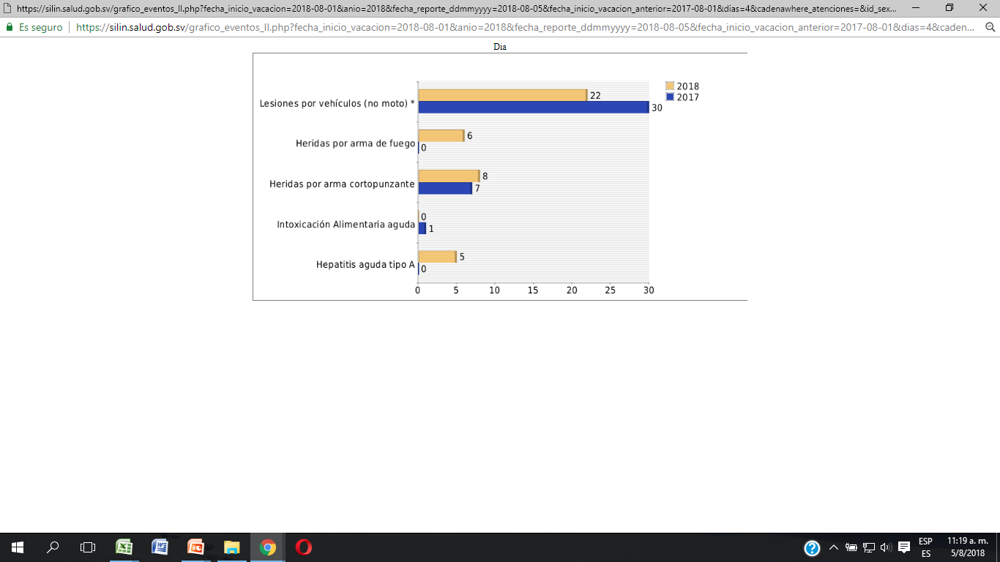 https://silin.salud.gob.sv/grafico_eventos_II.php?fecha_inicio_vacacion=2018-08-01&anio=2018&fecha_reporte_ddmmyyyy=2018-08-05&fecha_inicio_vacacion_anterior=2017-08-01&dias=4&cadenawhere_atenciones=&id_sex...
Es seguro
https://silin.salud.gob.sv/grafico_eventos_II.php?fecha_inicio_vacacion=2018-08-01&anio=2018&fecha_reporte_ddmmyyyy=2018-08-05&fecha_inicio_vacacion_anterior=2017-08-01&dias=4&caden...
Dia
2018
2017
Lesiones por vehículos (no moto) *
22
30
Heridas por arma de fuego
6
0
Heridas por arma cortopunzante
8
7
Intoxicación Alimentaria aguda
0
1
Hepatitis aguda tipo A
5
0
0 5 10 15 20 25 30
ESP
ES
11:19 a. m.
5/8/2018